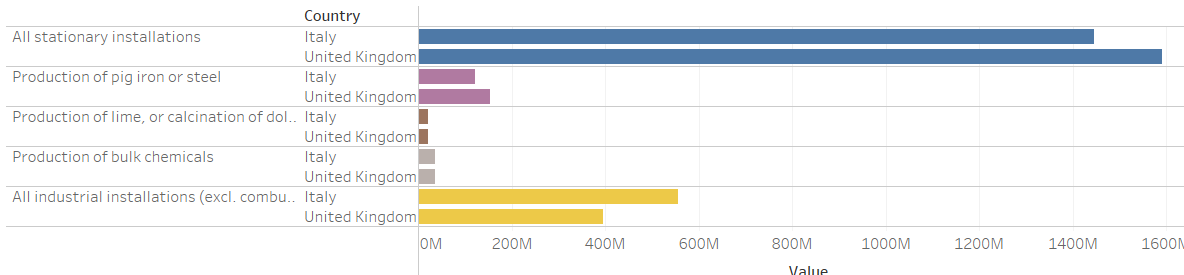 Country
All stationary installations Italy
United Kingdom
Production of pig iron or steel Italy
United Kingdom
Production of lime, or calcination of dol.. Italy
United Kingdom
Production of bulk chemicals Italy
United Kingdom
All industrial installations (excl. combu.. Italy
United Kingdom
0M 200M 400M 600M 800M 1000M 1200M 1400M 1600M
Value